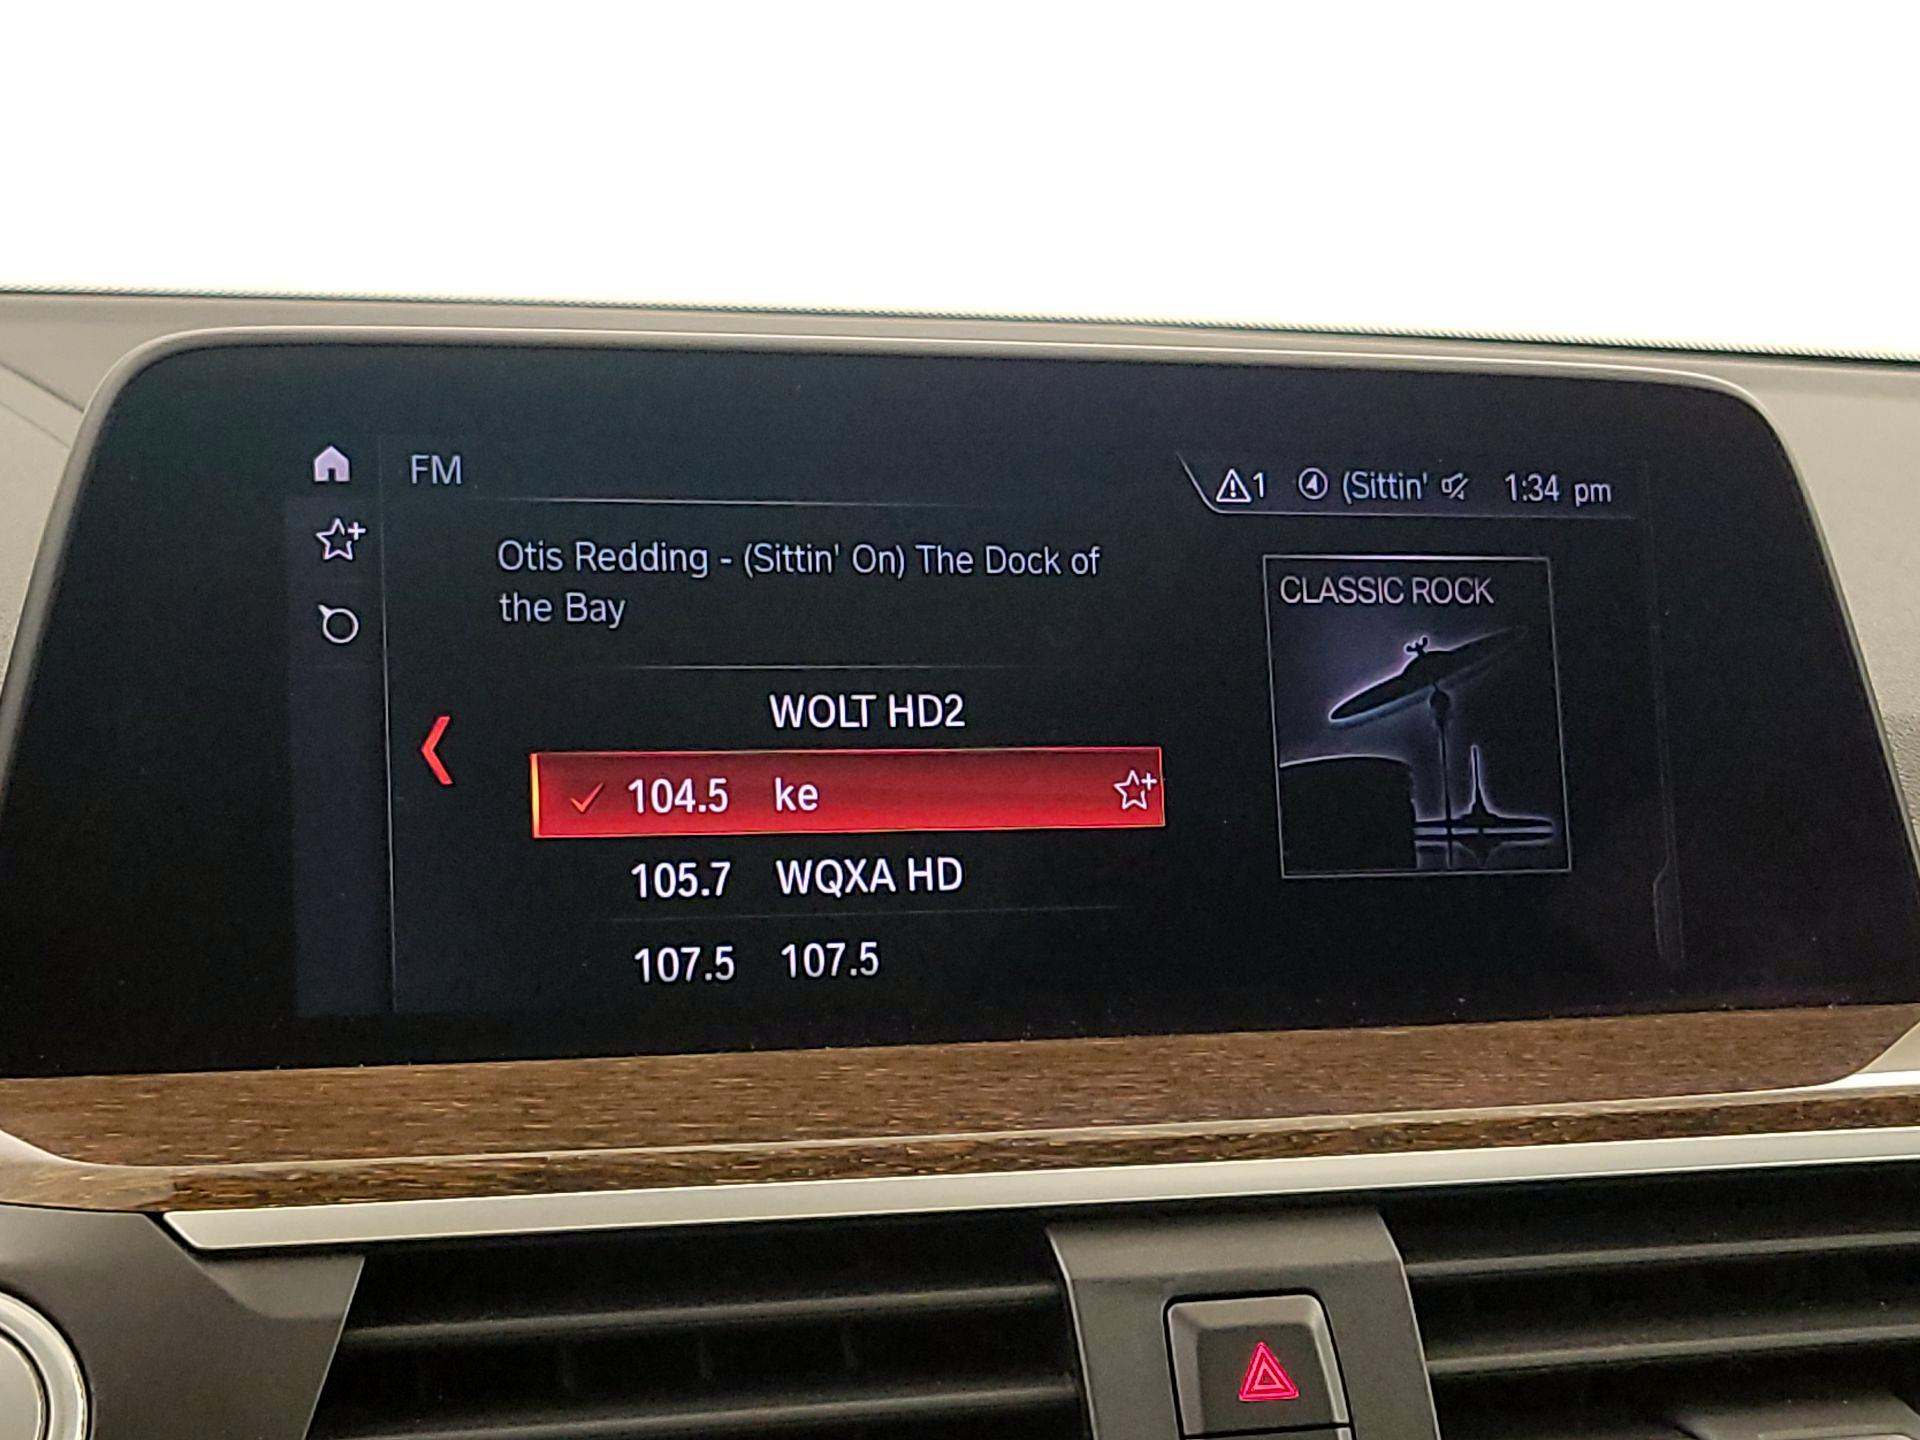 FM
1 (Sittin' 1:34 pm
Otis Redding - (Sittin' On) The Dock of
the Bay
CLASSIC ROCK
WOLT HD2
104.5 ke
105.7 WQXA HD
107.5 107.5